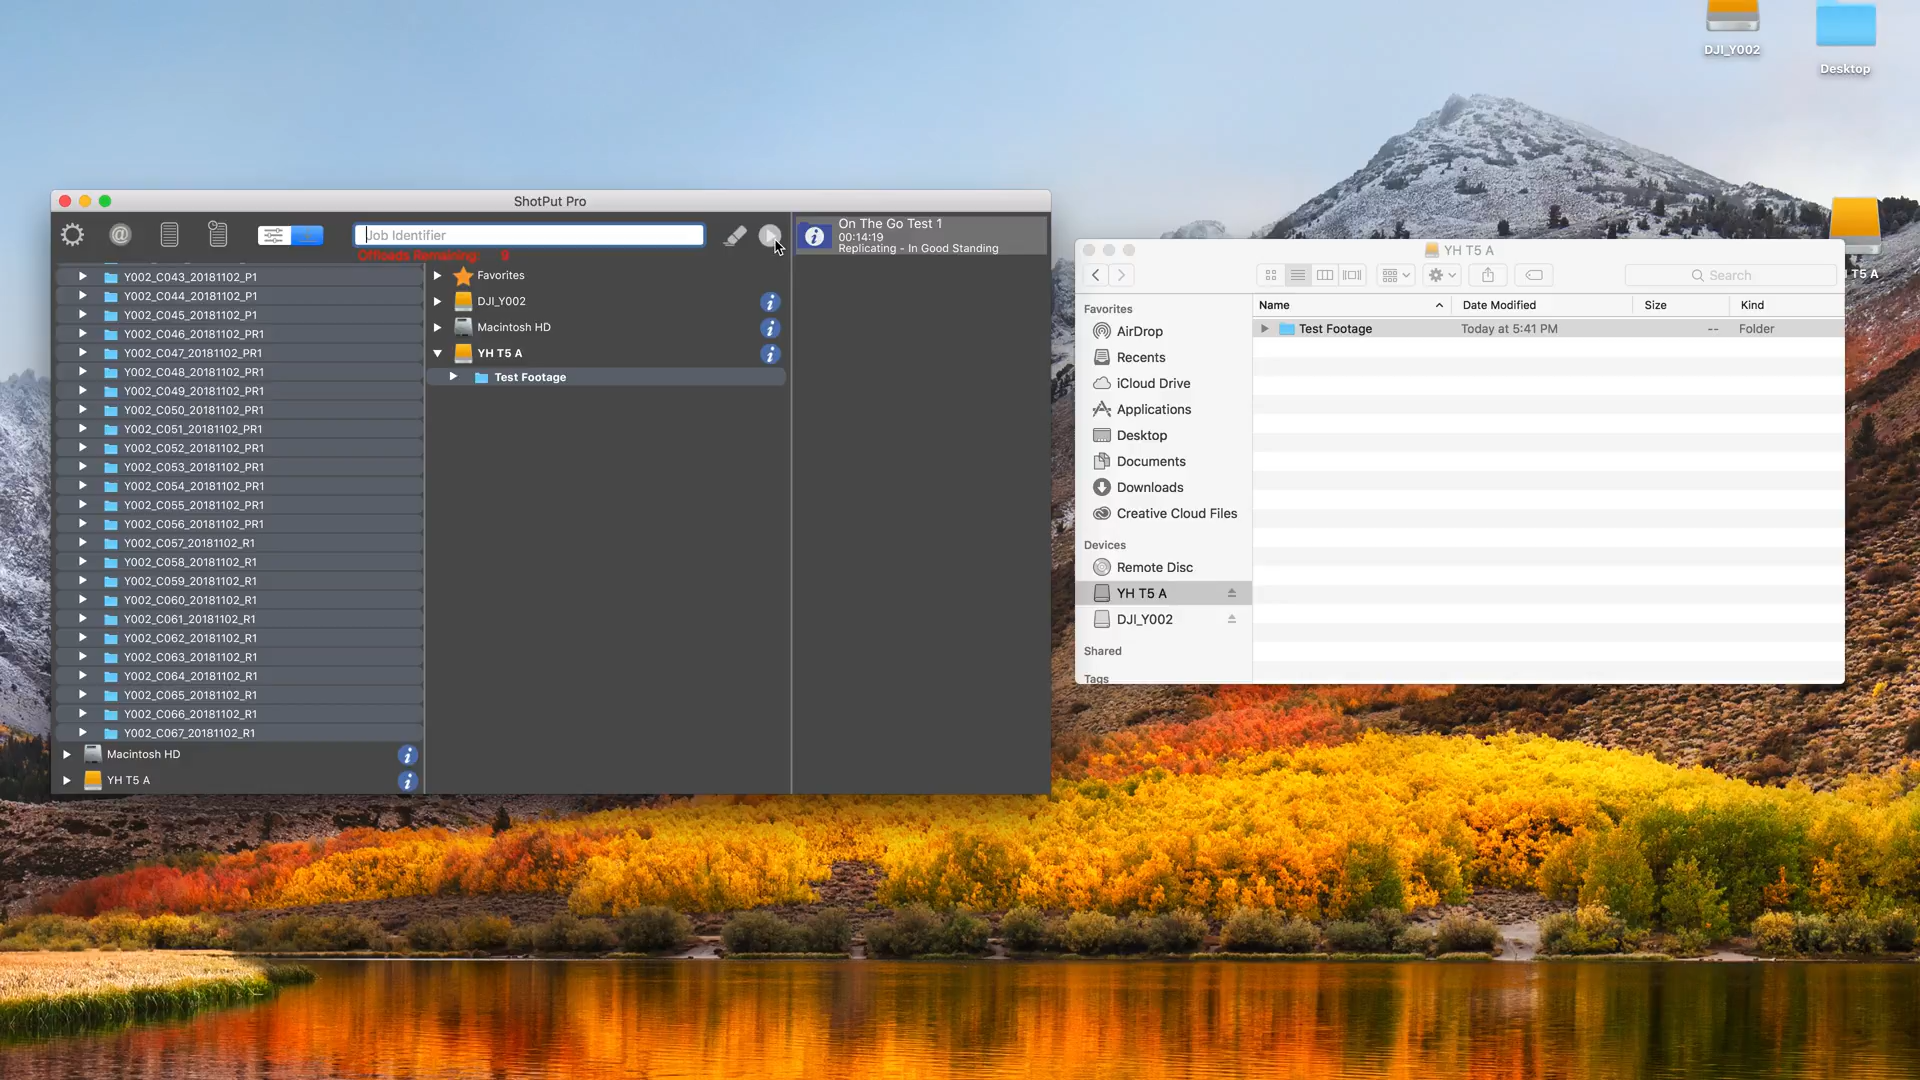 DJI_Y002
Desktop
ShotPut Pro
Job Identifier
Offloads Remaining: 9
Y002_C043_20181102_P1
Y002_C044_20181102_P1
Y002_C045_20181102_P1
Y002_C046_20181102_PR1
Y002_C047_20181102_PR1
Y002_C048_20181102_PR1
Y002_C049_20181102_PR1
Y002_C050_20181102_PR1
Y002_C051_20181102_PR1
Y002_C052_20181102_PR1
Y002_C053_20181102_PR1
Y002_C054_20181102_PR1
Y002_C055_20181102_PR1
Y002_C056_20181102_PR1
Y002_C057_20181102_R1
Y002_C058_20181102_R1
Y002_C059_20181102_R1
Y002_C060_20181102_R1
Y002_C061_20181102_R1
Y002_C062_20181102_R1
Y002_C063_20181102_R1
Y002_C064_20181102_R1
Y002_C065_20181102_R1
Y002_C066_20181102_R1
Y002_C067_20181102_R1
Macintosh HD
YH T5 A
Favorites
DJI_Y002
Macintosh HD
YH T5 A
Test Footage
On The Go Test 1
00:14:19
Replicating - In Good Standing
YH T5 A
Search
Favorites
AirDrop
Recents
iCloud Drive
Applications
Desktop
Documents
Downloads
Creative Cloud Files
Devices
Remote Disc
YH T5 A
DJI_Y002
Shared
Tags
Name Date Modified Size Kind
Test Footage Today at 5:41 PM -- Folder
T5 A